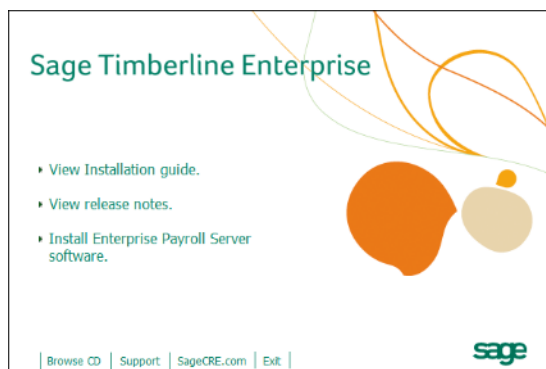 Sage Timberline Enterprise
View Installation guide.
View release notes.
Install Enterprise Payroll Server
software.
Browse CD | Support | SageCRE.com | Exit |
sage